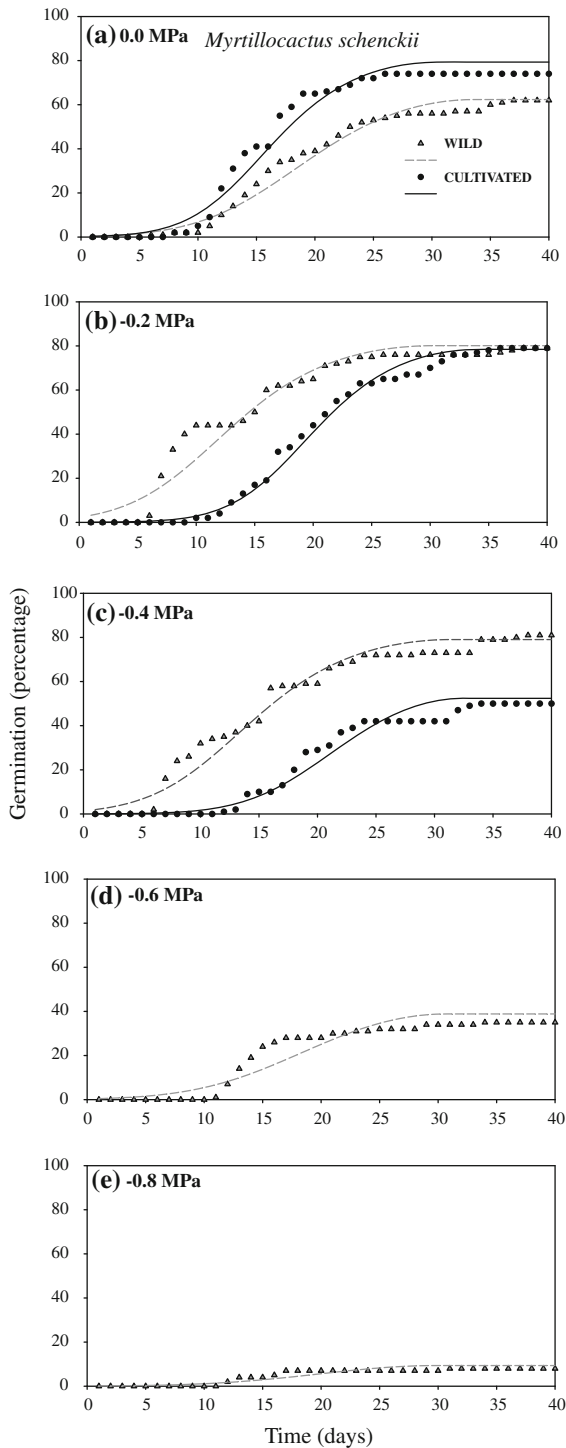 (a) 0.0 MPa Myrtillocactus schenckii
100
80
60
40
20
0
WILD
CULTIVATED
0 5 10 15 20 25 30 35 40
(b) -0.2 MPa
100
80
60
40
20
0
0 5 10 15 20 25 30 35 40
Germination (percentage)
(c) -0.4 MPa
100
80
60
40
20
0
0 5 10 15 20 25 30 35 40
(d) -0.6 MPa
100
80
60
40
20
0
0 5 10 15 20 25 30 35 40
(e) -0.8 MPa
100
80
60
40
20
0
0 5 10 15 20 25 30 35 40
Time (days)